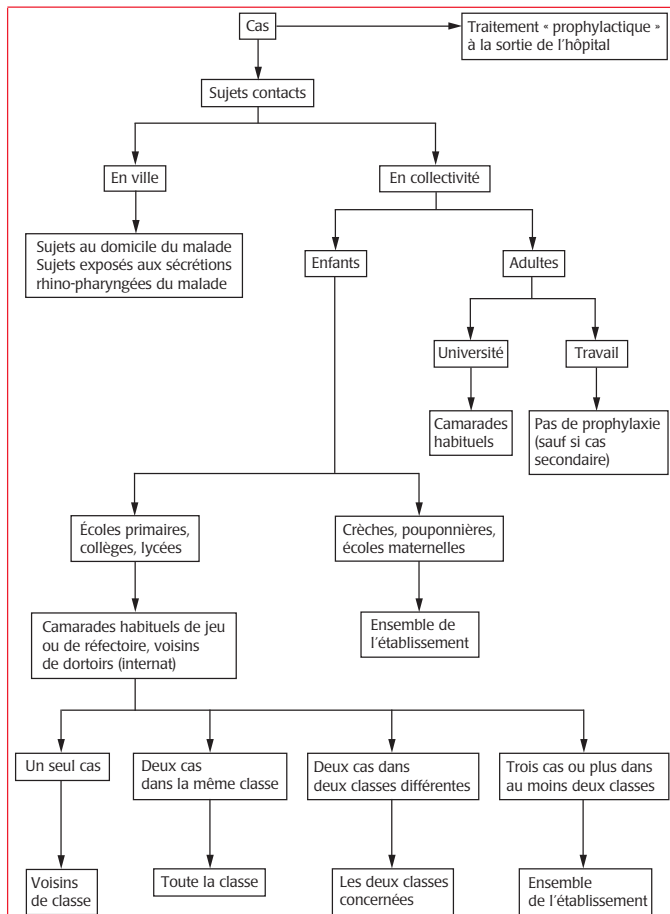 Cas
Traitement « prophylactique »
à la sortie de l’hôpital
Sujets contacts
En ville
En collectivité
Sujets au domicile du malade
Sujets exposés aux sécrétions
rhino-pharyngées du malade
Enfants
Adultes
Université
Travail
Camarades
habituels
Pas de prophylaxie
(sauf si cas
secondaire)
Écoles primaires,
collèges, lycées
Crèches, pouponnières,
écoles maternelles
Camarades habituels de jeu
ou de réfectoire, voisins
de dortoirs (internat)
Ensemble de
l’établissement
Un seul cas
Deux cas
dans la même classe
Deux cas dans
deux classes différentes
Trois cas ou plus dans
au moins deux classes
Voisins
de classe
Toute la classe
Les deux classes
concernées
Ensemble
de l’établissement